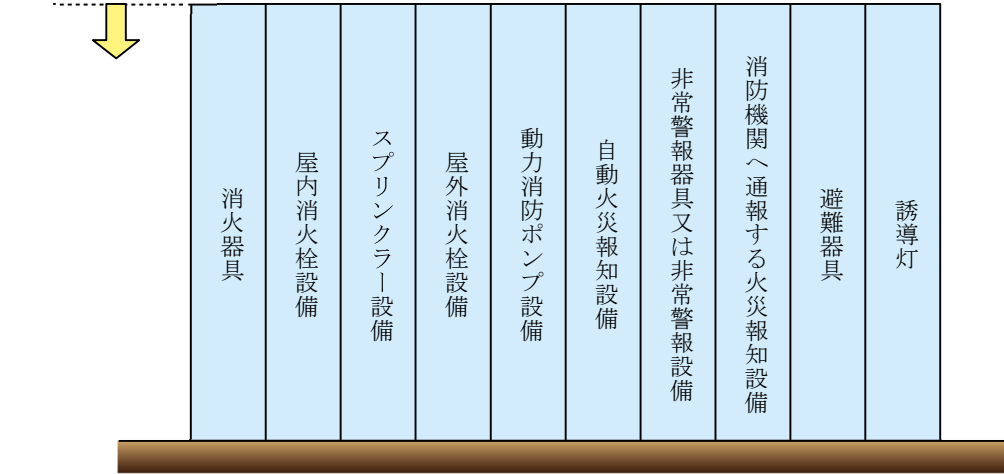 消火器具
屋内消火栓設備
スプリンクラー設備
屋外消火栓設備
動力消防ポンプ設備
自動火災報知設備
非常警報器具又は非常警報設備
消防機関へ通報する火災報知設備
避難器具
誘導灯